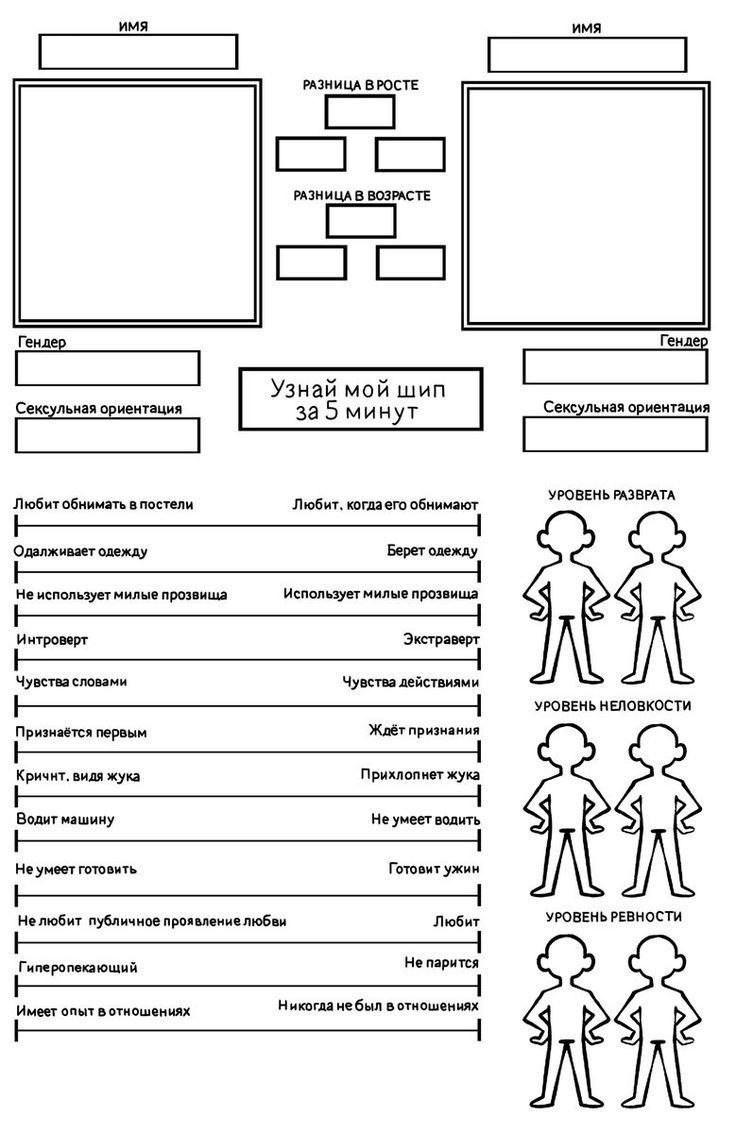 ИМЯ
ИМЯ
РАЗНИЦА В РОСТЕ
РАЗНИЦА В ВОЗРАСТЕ
Гендер
Гендер
Узнай мой шип
за 5 минут
Сексульная ориентация
Сексульная ориентация
Любит обнимать в постели
Любит, когда его обнимают
Одалживает одежду
Берет одежду
Не использует милые прозвища
Использует милые прозвища
Интроверт
Экстраверт
Чувства словами
Чувства действиями
Признаётся первым
Ждёт признания
Кричнт, видя жука
Прихлопнет жука
Водит машину
Не умеет водить
Не умеет готовить
Готовит ужин
Не любит публичное проявление любви
Любит
Гиперопекающий
Не парится
Имеет опыт в отношениях
Никогда не был в отношениях
УРОВЕНЬ РАЗВРАТА
УРОВЕНЬ НЕЛОВКОСТИ
УРОВЕНЬ РЕВНОСТИ